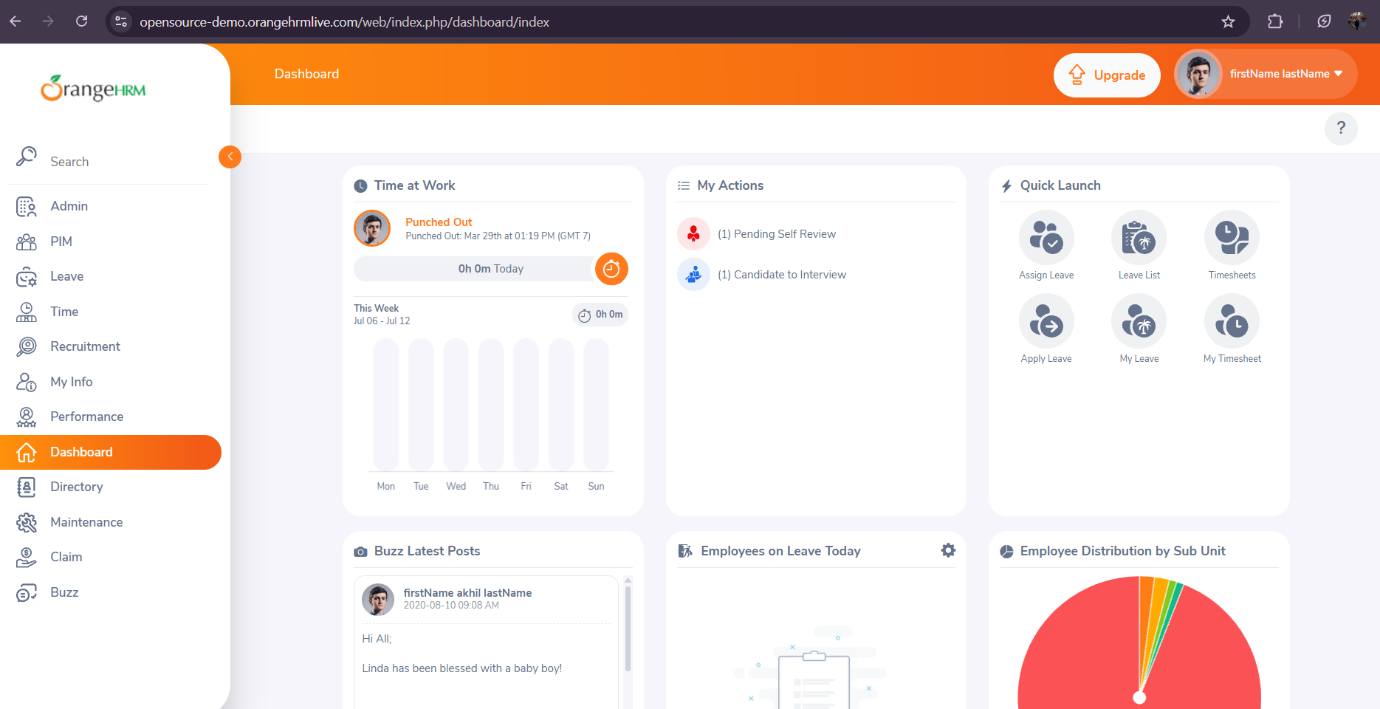 opensource-demo.orangehrmlive.com/web/index.php/dashboard/index
OrangeHRM
Dashboard
Upgrade
firstName lastName
?
Search
Admin
PIM
Leave
Time
Recruitment
My Info
Performance
Dashboard
Directory
Maintenance
Claim
Buzz
Time at Work
Punched Out
Punched Out: Mar 29th at 01:19 PM (GMT 7)
0h 0m Today
This Week
Jul 06 - Jul 12
0h 0m
Mon Tue Wed Thu Fri Sat Sun
My Actions
(1) Pending Self Review
(1) Candidate to Interview
Quick Launch
Assign Leave Leave List Timesheets
Apply Leave My Leave My Timesheet
Buzz Latest Posts
firstName akhil lastName
2020-08-10 09:08 AM
Hi All;
Linda has been blessed with a baby boy!
Employees on Leave Today
Employee Distribution by Sub Unit